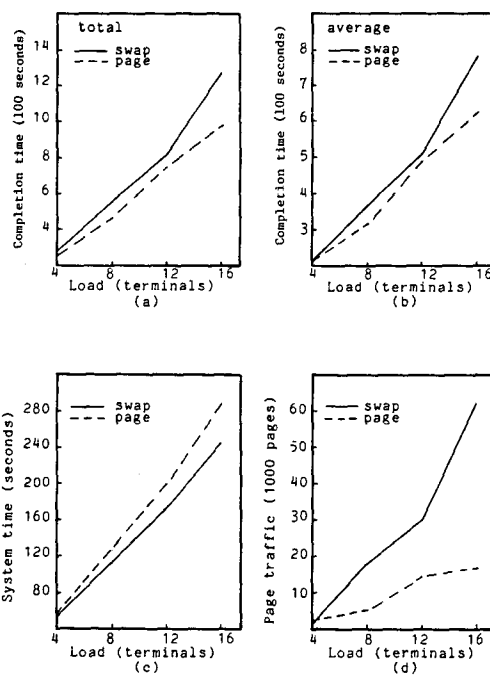 total
swap
page
Completion time (100 seconds)
14
12
10
8
6
4
4 8 12 16
Load (terminals)
(a)
average
swap
page
Completion time (100 seconds)
8
7
6
5
4
3
4 8 12 16
Load (terminals)
(b)
swap
page
System time (seconds)
280
240
200
160
120
80
4 8 12 16
Load (terminals)
(c)
swap
page
Page traffic (1000 pages)
60
50
40
30
20
10
4 8 12 16
Load (terminals)
(d)